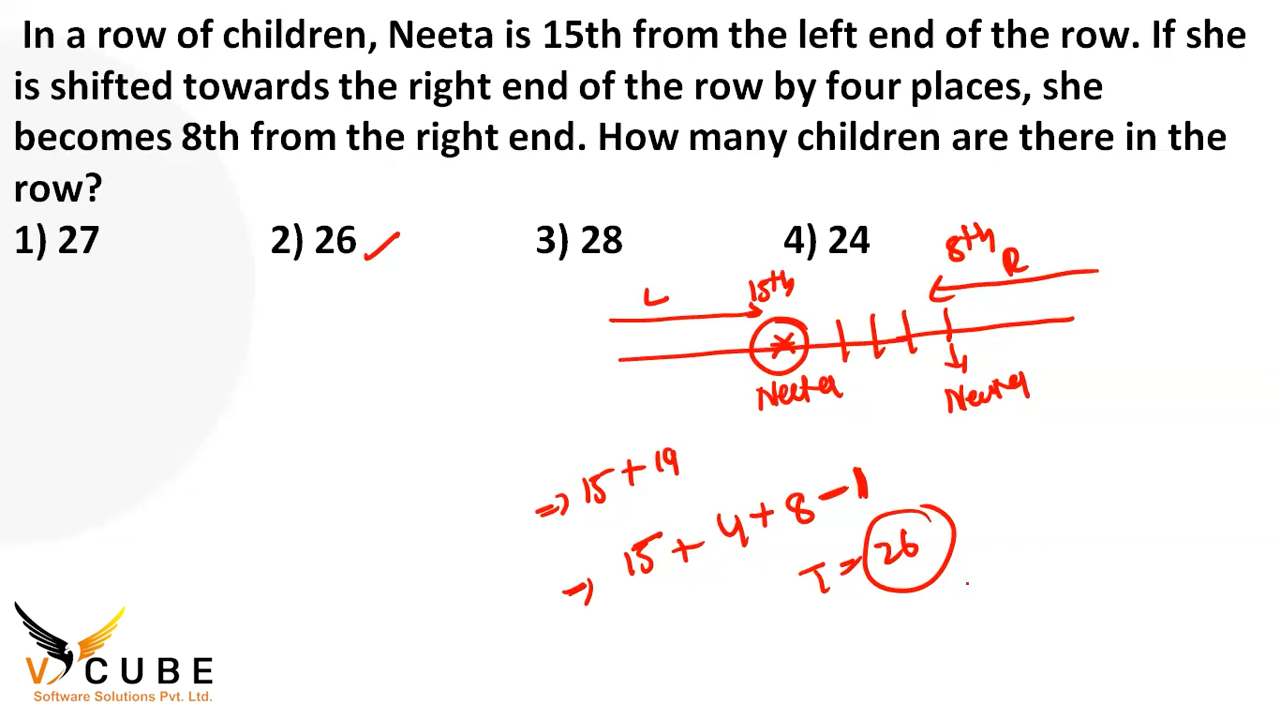 In a row of children, Neeta is 15th from the left end of the row. If she
is shifted towards the right end of the row by four places, she
becomes 8th from the right end. How many children are there in the
row?
1) 27 2) 26 3) 28 4) 24
8th
R
L 15th
Neeta Neeta
=> 15 + 19
=> 15 + 4 + 8 - 1
T = 26
V CUBE
Software Solutions Pvt. Ltd.